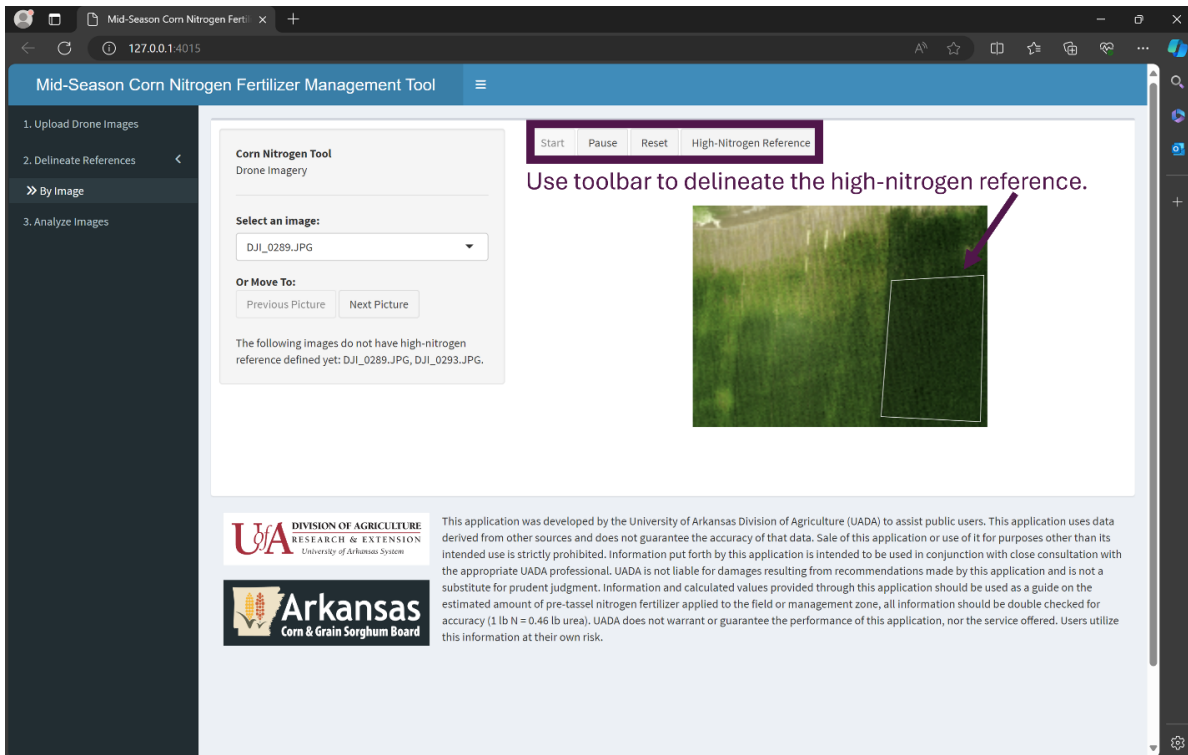 Mid-Season Corn Nitrogen Ferti
127.0.0.1:4015
Mid-Season Corn Nitrogen Fertilizer Management Tool
1. Upload Drone Images
2. Delineate References
By Image
3. Analyze Images
Corn Nitrogen Tool
Drone Imagery
Select an image:
DJI_0289.JPG
Or Move To:
Previous Picture Next Picture
The following images do not have high-nitrogen
reference defined yet: DJI_0289.JPG, DJI_0293.JPG.
Start Pause Reset High-Nitrogen Reference
Use toolbar to delineate the high-nitrogen reference.
UofA DIVISION OF AGRICULTURE
RESEARCH & EXTENSION
University of Arkansas System
Arkansas
Corn & Grain Sorghum Board
This application was developed by the University of Arkansas Division of Agriculture (UADA) to assist public users. This application uses data
derived from other sources and does not guarantee the accuracy of that data. Sale of this application or use of it for purposes other than its
intended use is strictly prohibited. Information put forth by this application is intended to be used in conjunction with close consultation with
the appropriate UADA professional. UADA is not liable for damages resulting from recommendations made by this application and is not a
substitute for prudent judgment. Information and calculated values provided through this application should be used as a guide on the
estimated amount of pre-tassel nitrogen fertilizer applied to the field or management zone, all information should be double checked for
accuracy (1 lb N = 0.46 lb urea). UADA does not warrant or guarantee the performance of this application, nor the service offered. Users utilize
this information at their own risk.